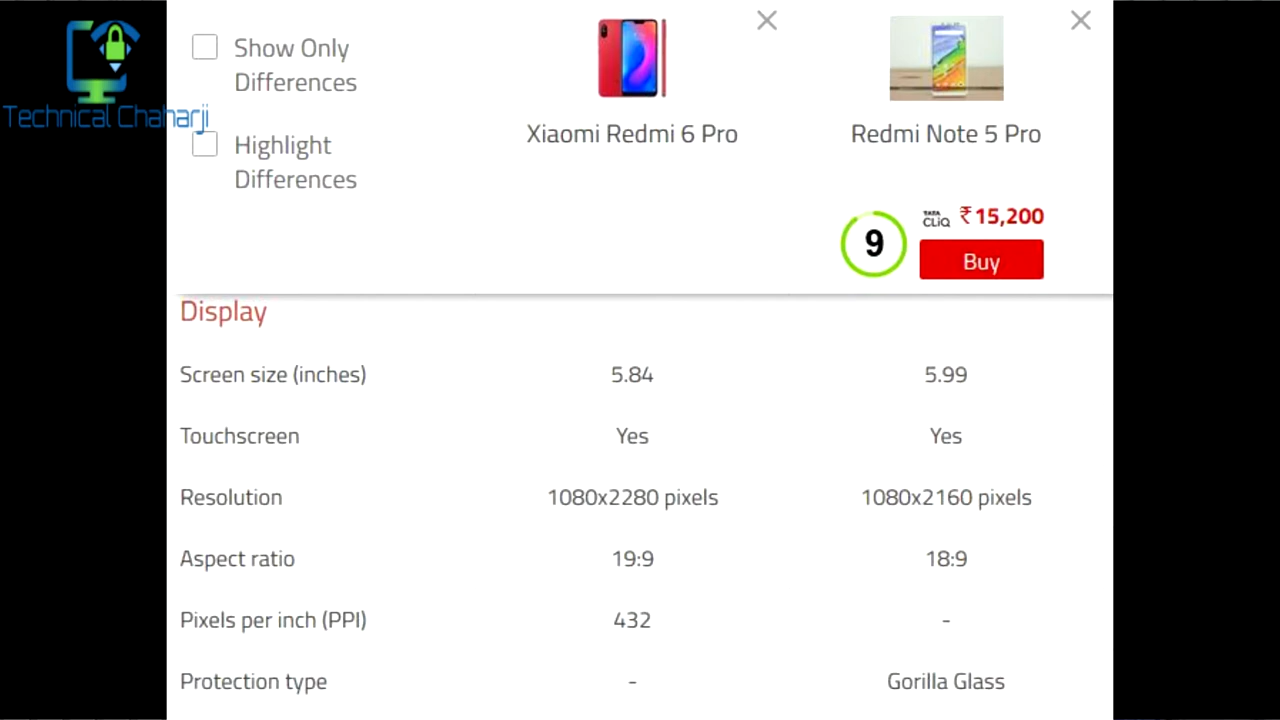 Technical Chaharji
Show Only
Differences
Highlight
Differences
Xiaomi Redmi 6 Pro
Redmi Note 5 Pro
9
TATA
CLiQ
₹15,200
Buy
Display
Screen size (inches) 5.84 5.99
Touchscreen Yes Yes
Resolution 1080x2280 pixels 1080x2160 pixels
Aspect ratio 19:9 18:9
Pixels per inch (PPI) 432 -
Protection type - Gorilla Glass